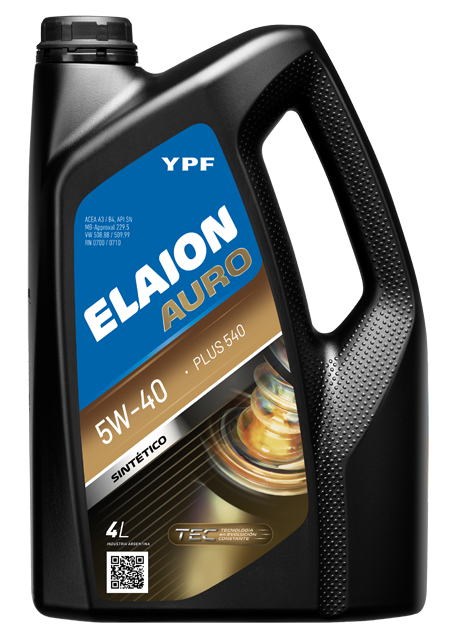 YPF
ACEA A3 / B4, API SN
MB-Approval 229.5
VW 508.88 / 509.99
RN 0700 / 0710
ELAION
AURO
5W-40 · PLUS 540
SINTÉTICO
4L
INDUSTRIA ARGENTINA
TEC TECNOLOGÍA
EN EVOLUCIÓN
CONSTANTE